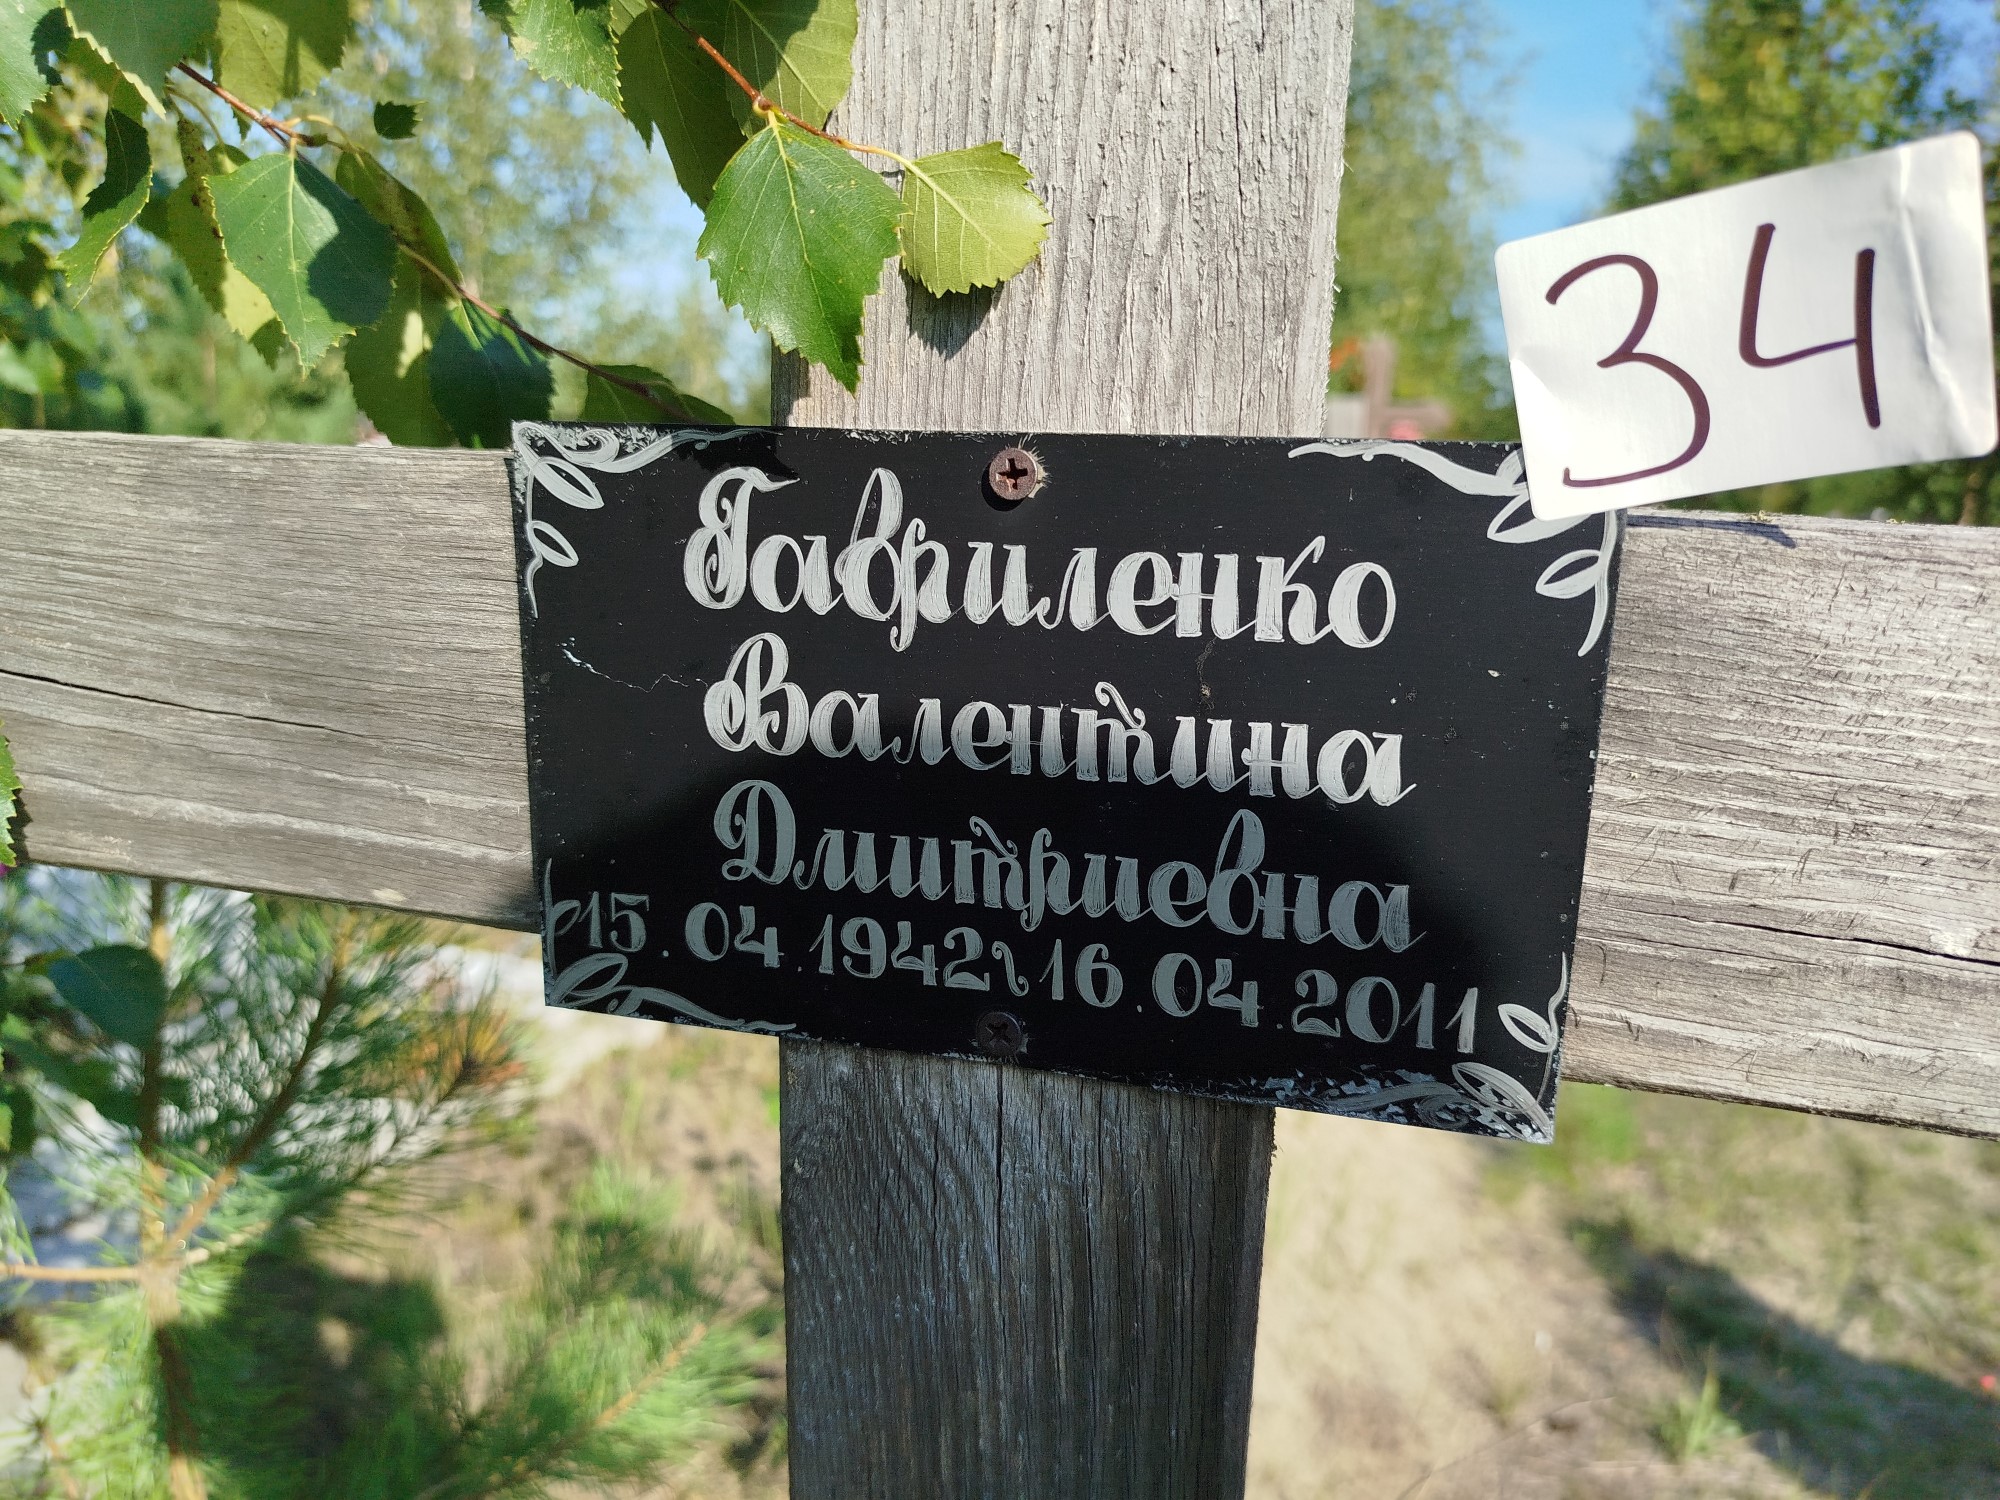 34
Гавриленко
Валентина
Дмитриевна
15.04.1942~16.04.2011